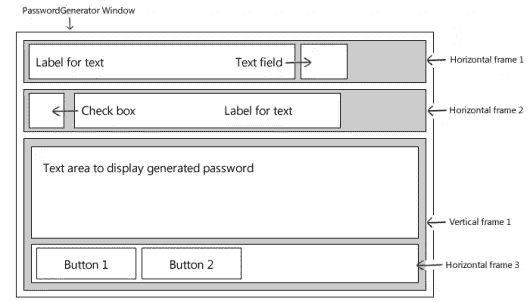 PasswordGenerator Window
Label for text Text field
Horizontal frame 1
Check box Label for text
Horizontal frame 2
Text area to display generated password
Vertical frame 1
Button 1 Button 2
Horizontal frame 3